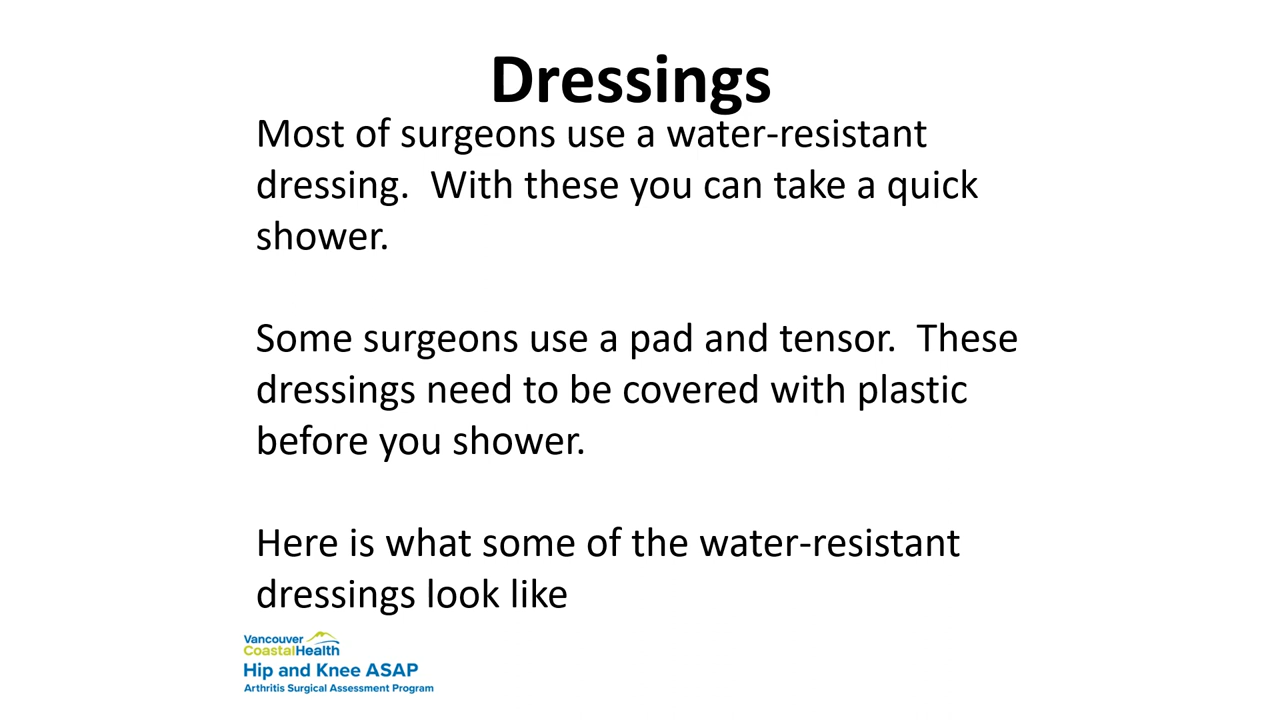 Dressings
Most of surgeons use a water-resistant
dressing.  With these you can take a quick
shower.
Some surgeons use a pad and tensor.  These
dressings need to be covered with plastic
before you shower.
Here is what some of the water-resistant
dressings look like
Vancouver
CoastalHealth
Hip and Knee ASAP
Arthritis Surgical Assessment Program